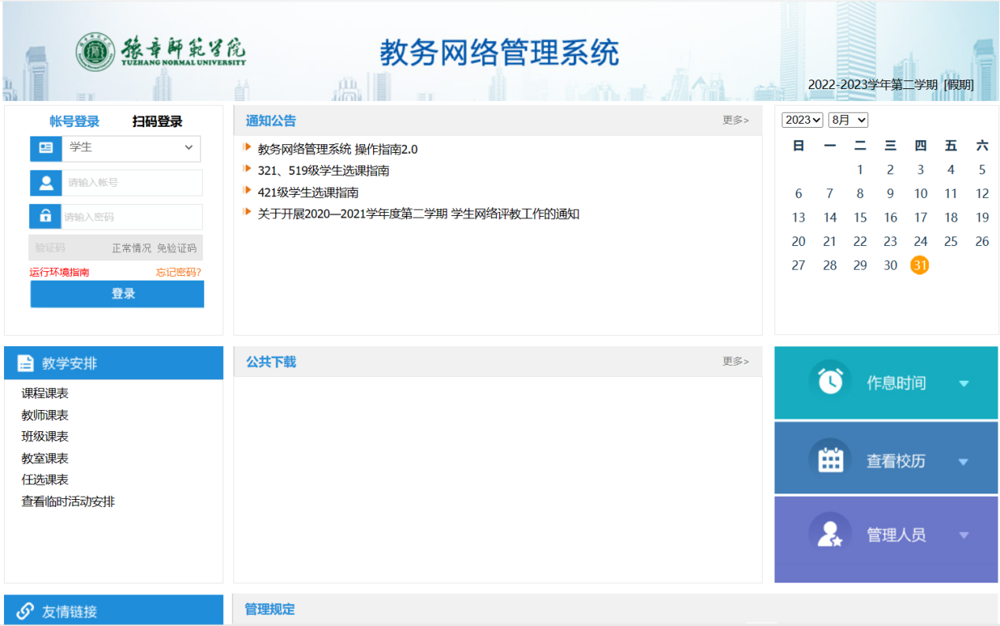 豫章師範学院
YUZHANG NORMAL UNIVERSITY
教务网络管理系统
2022-2023学年第二学期 [假期]
帐号登录 扫码登录
学生
请输入帐号
请输入密码
验证码 正常情况 免验证码
运行环境指南 忘记密码?
登录
通知公告 更多>
教务网络管理系统 操作指南2.0
321、519级学生选课指南
421级学生选课指南
关于开展2020—2021学年度第二学期 学生网络评教工作的通知
2023 8月
日 一 二 三 四 五 六
1 2 3 4 5
6 7 8 9 10 11 12
13 14 15 16 17 18 19
20 21 22 23 24 25 26
27 28 29 30 31
教学安排
课程课表
教师课表
班级课表
教室课表
任选课表
查看临时活动安排
公共下载 更多>
作息时间
查看校历
管理人员
友情链接
管理规定